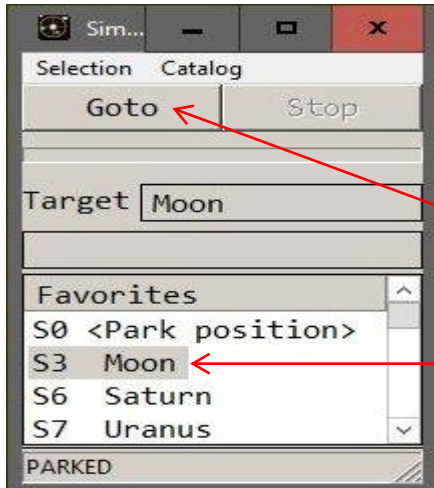 Sim...
Selection Catalog
Goto Stop
Target Moon
Favorites
S0 <Park position>
S3 Moon
S6 Saturn
S7 Uranus
PARKED